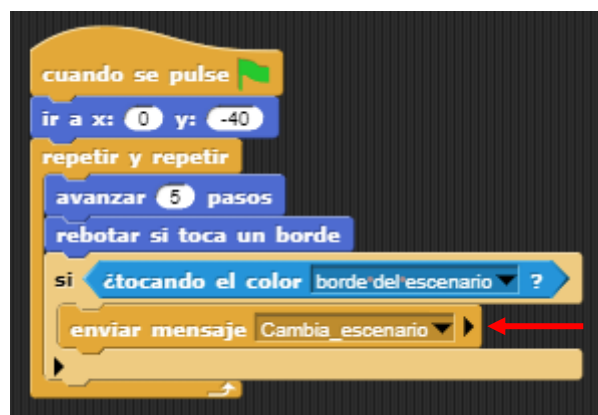 cuando se pulse
ir a x: 0 y: -40
repetir y repetir
avanzar 5 pasos
rebotar si toca un borde
si ¿tocando el color borde del escenario ?
enviar mensaje Cambia_escenario